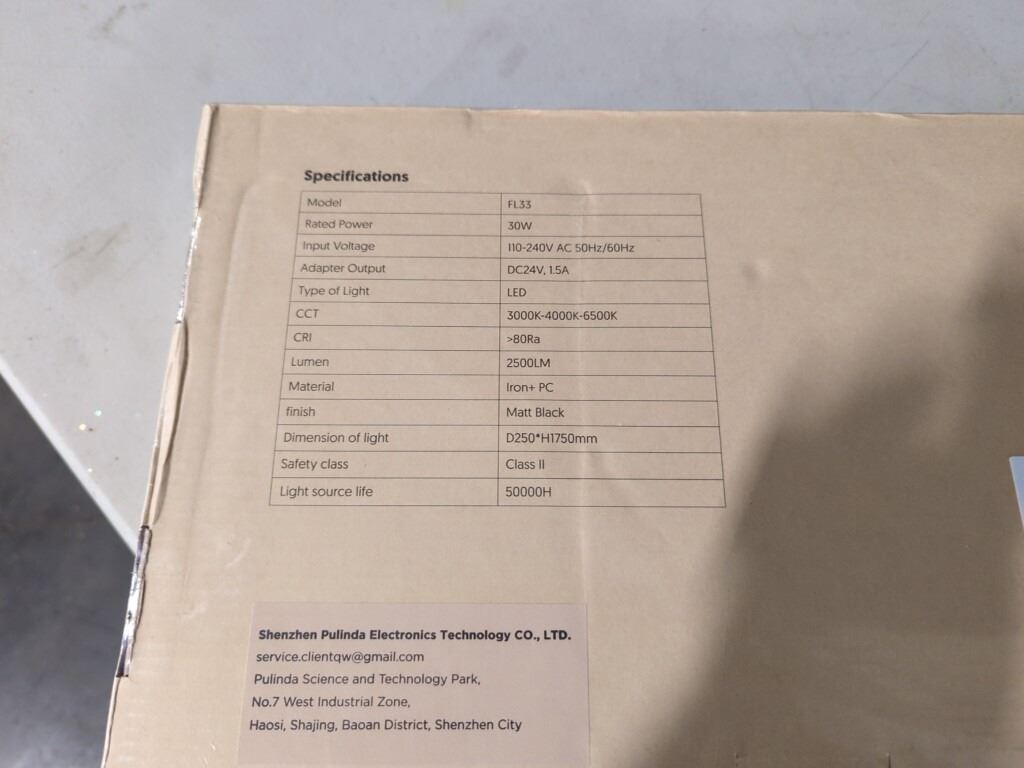 Specifications
Model FL33
Rated Power 30W
Input Voltage 110-240V AC 50Hz/60Hz
Adapter Output DC24V, 1.5A
Type of Light LED
CCT 3000K-4000K-6500K
CRI >80Ra
Lumen 2500LM
Material Iron+ PC
finish Matt Black
Dimension of light D250*H1750mm
Safety class Class II
Light source life 50000H
Shenzhen Pulinda Electronics Technology CO., LTD.
service.clientqw@gmail.com
Pulinda Science and Technology Park,
No.7 West Industrial Zone,
Haosi, Shajing, Baoan District, Shenzhen City